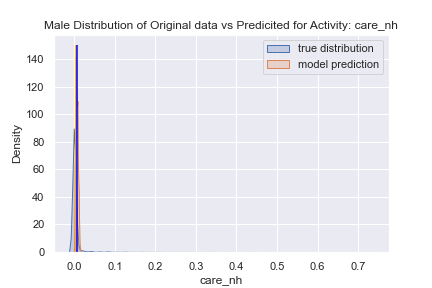 Male Distribution of Original data vs Predicited for Activity: care_nh
true distribution
model prediction
Density
140
120
100
80
60
40
20
0
0.0 0.1 0.2 0.3 0.4 0.5 0.6 0.7
care_nh